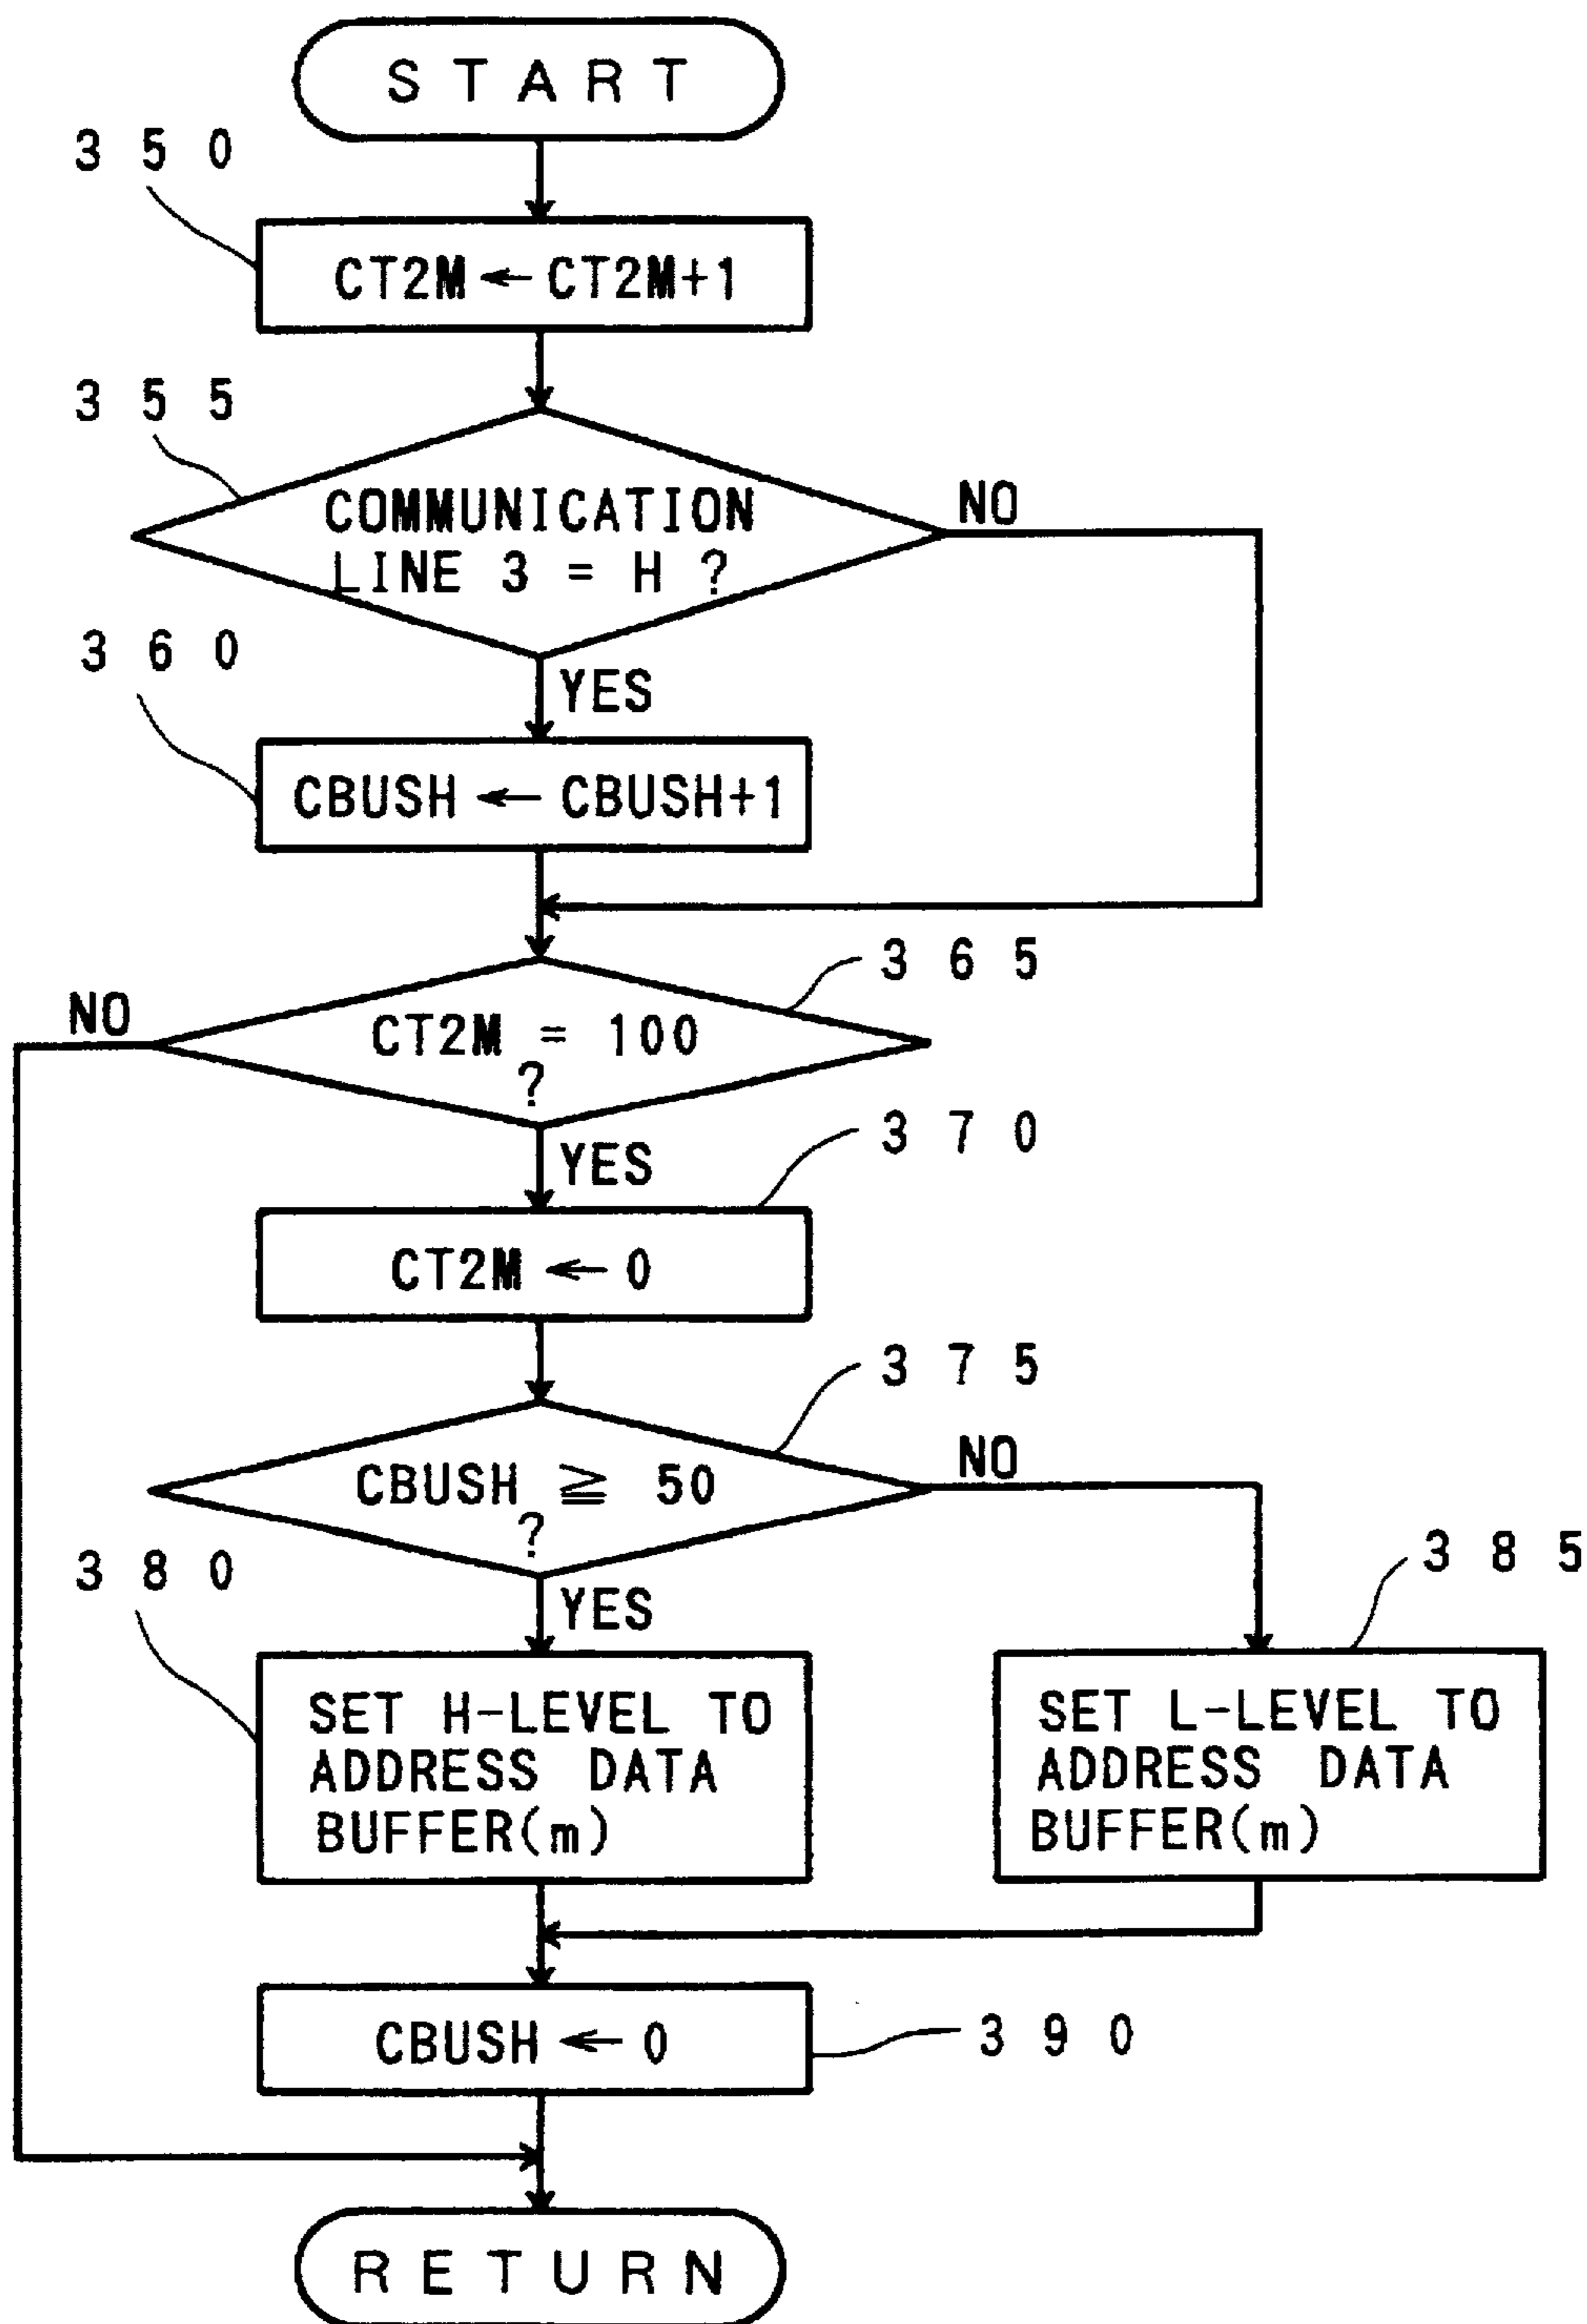 START
350
CT2M ← CT2M+1
355
COMMUNICATION
LINE 3 = H ?
NO
360
YES
CBUSH ← CBUSH+1
365
NO
CT2M = 100
?
370
YES
CT2M ← 0
375
CBUSH ≧ 50
?
NO
380
YES
385
SET H-LEVEL TO
ADDRESS DATA
BUFFER(m)
SET L-LEVEL TO
ADDRESS DATA
BUFFER(m)
CBUSH ← 0
390
RETURN